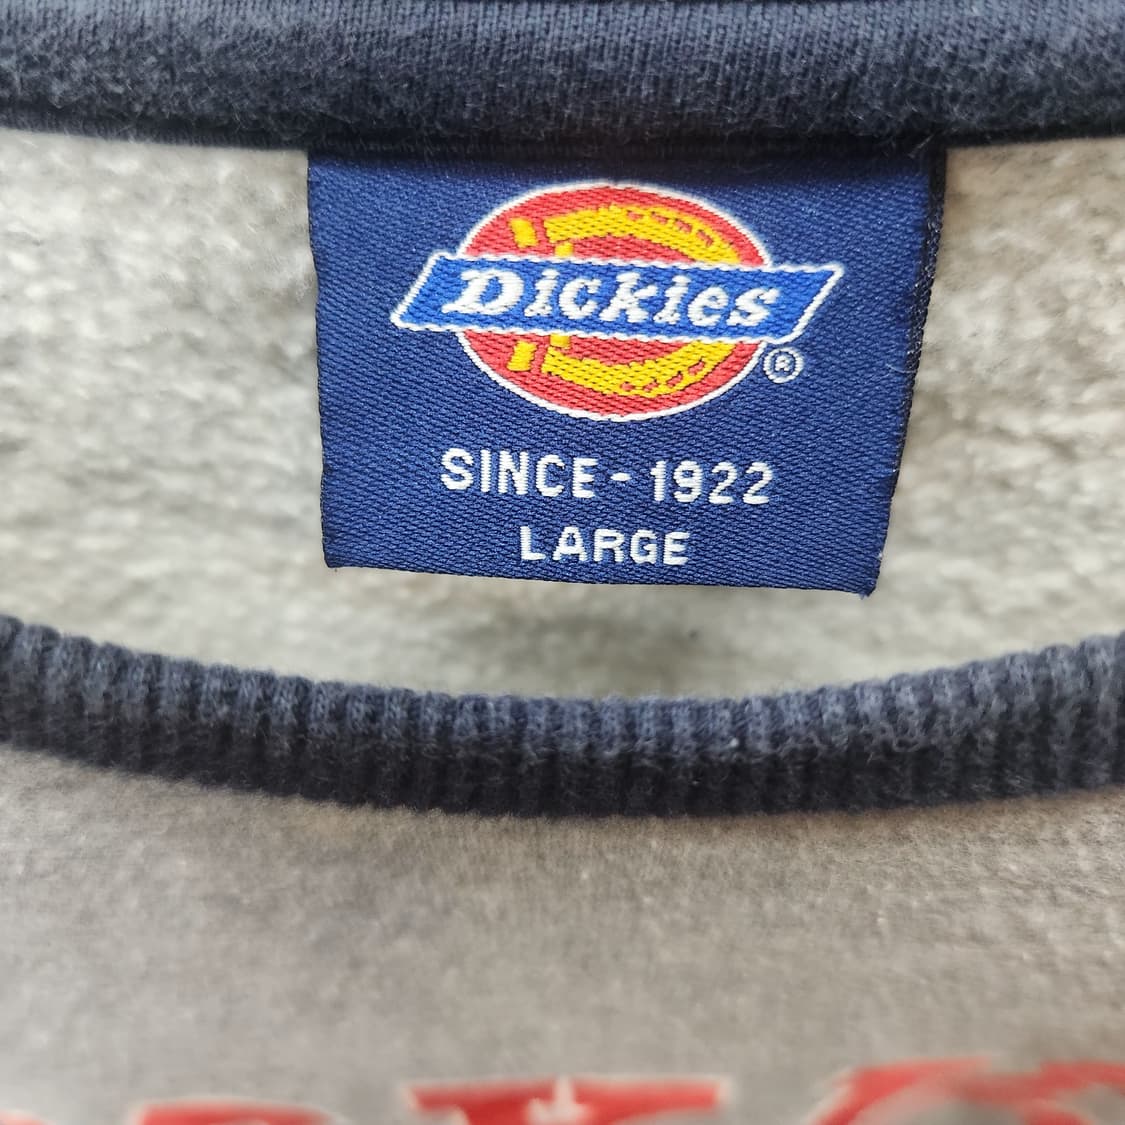 Dickies
®
SINCE - 1922
LARGE